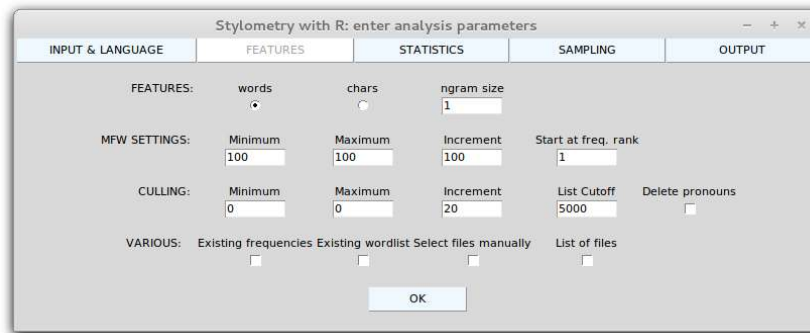 Stylometry with R: enter analysis parameters
INPUT & LANGUAGE FEATURES STATISTICS SAMPLING OUTPUT
FEATURES: words chars ngram size
1
MFW SETTINGS: Minimum Maximum Increment Start at freq. rank
100 100 100 1
CULLING: Minimum Maximum Increment List Cutoff Delete pronouns
0 0 20 5000
VARIOUS: Existing frequencies Existing wordlist Select files manually List of files
OK